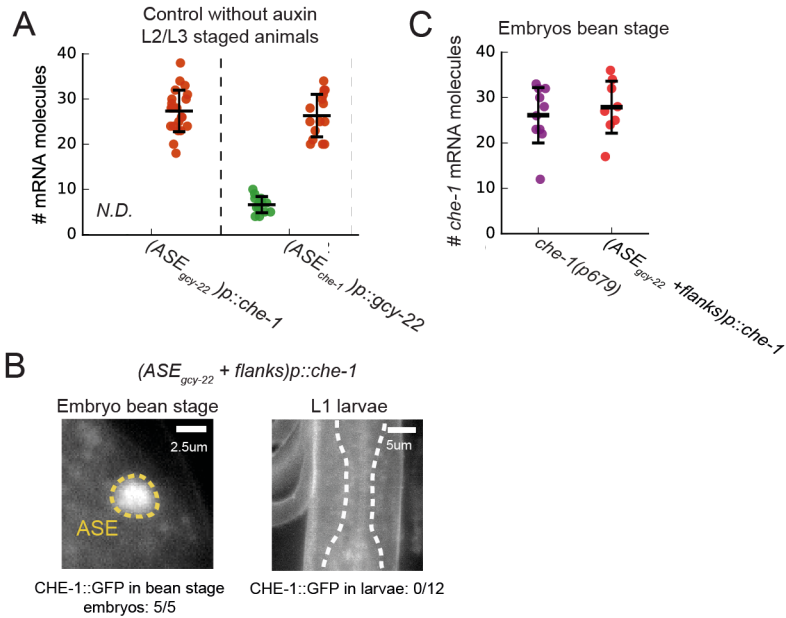 A
Control without auxin
L2/L3 staged animals
# mRNA molecules
40
30
20
10
0
N.D.
(ASEgcy-22 )p::che-1
(ASEche-1 )p::gcy-22
C
Embryos bean stage
# che-1 mRNA molecules
40
30
20
10
0
che-1(p679)
(ASEgcy-22 +flanks)p::che-1
B
(ASEgcy-22 + flanks)p::che-1
Embryo bean stage
2.5um
ASE
CHE-1::GFP in bean stage
embryos: 5/5
L1 larvae
5um
CHE-1::GFP in larvae: 0/12